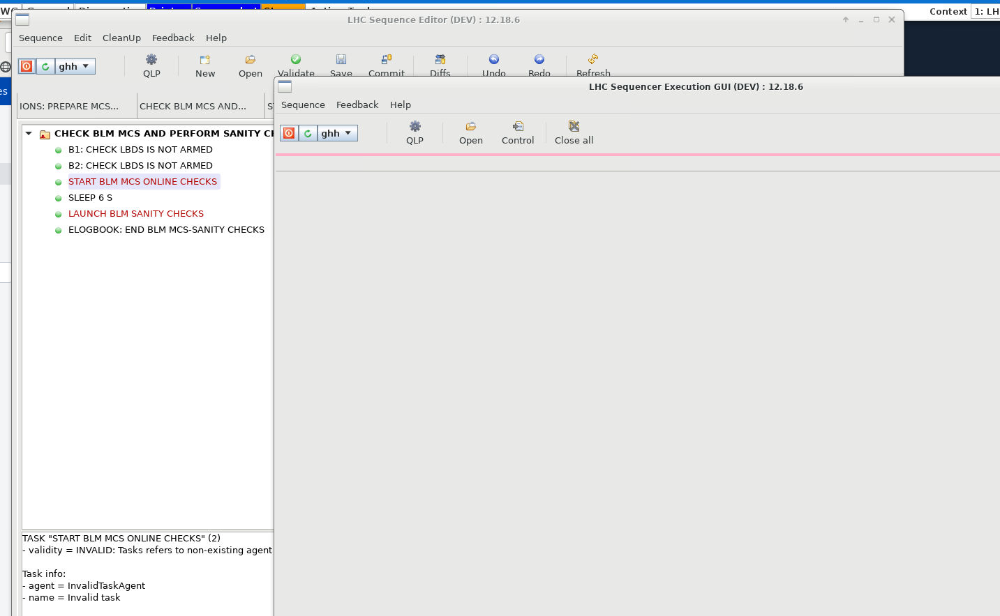 Context 1: LH
LHC Sequence Editor (DEV) : 12.18.6
Sequence Edit CleanUp Feedback Help
ghh
QLP New Open Validate Save Commit Diffs Undo Redo Refresh
es
IONS: PREPARE MCS... CHECK BLM MCS AND...
CHECK BLM MCS AND PERFORM SANITY
B1: CHECK LBDS IS NOT ARMED
B2: CHECK LBDS IS NOT ARMED
START BLM MCS ONLINE CHECKS
SLEEP 6 S
LAUNCH BLM SANITY CHECKS
ELOGBOOK: END BLM MCS-SANITY CHECKS
TASK "START BLM MCS ONLINE CHECKS" (2)
- validity = INVALID: Tasks refers to non-existing agent
Task info:
- agent = InvalidTaskAgent
- name = Invalid task
LHC Sequencer Execution GUI (DEV) : 12.18.6
Sequence Feedback Help
ghh
QLP Open Control Close all